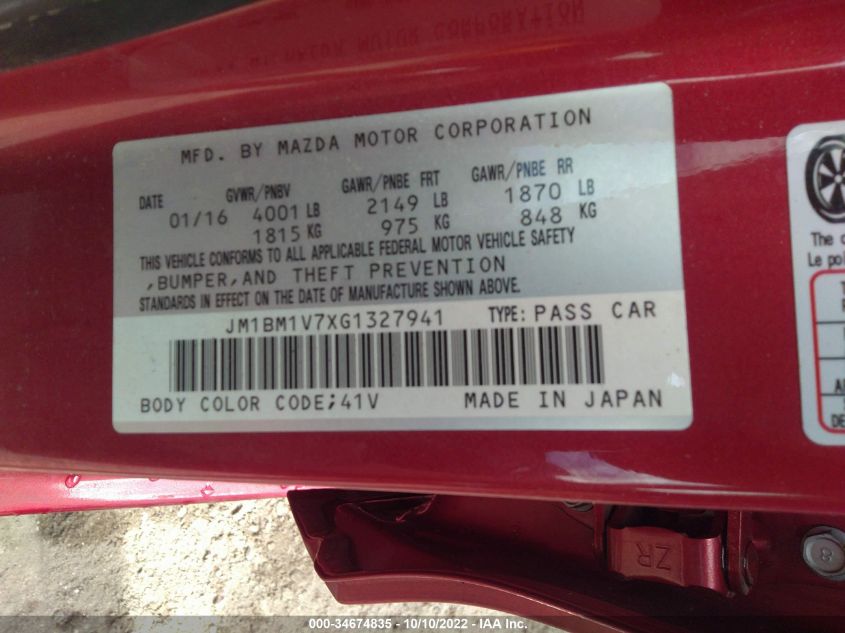 MFD. BY MAZDA MOTOR CORPORATION
DATE GVWR/PNBV GAWR/PNBE FRT GAWR/PNBE RR
01/16 4001 LB 2149 LB 1870 LB
1815 KG 975 KG 848 KG
THIS VEHICLE CONFORMS TO ALL APPLICABLE FEDERAL MOTOR VEHICLE SAFETY
,BUMPER,AND THEFT PREVENTION
STANDARDS IN EFFECT ON THE DATE OF MANUFACTURE SHOWN ABOVE.
JM1BM1V7XG1327941 TYPE: PASS CAR
BODY COLOR CODE;41V MADE IN JAPAN
The
Le
ZR
8
000-34674835 - 10/10/2022 - IAA Inc.